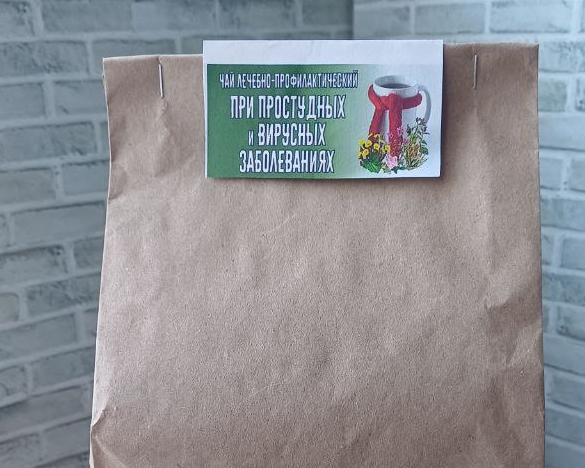 ЧАЙ ЛЕЧЕБНО-ПРОФИЛАКТИЧЕСКИЙ
ПРИ ПРОСТУДНЫХ
и ВИРУСНЫХ
ЗАБОЛЕВАНИЯХ